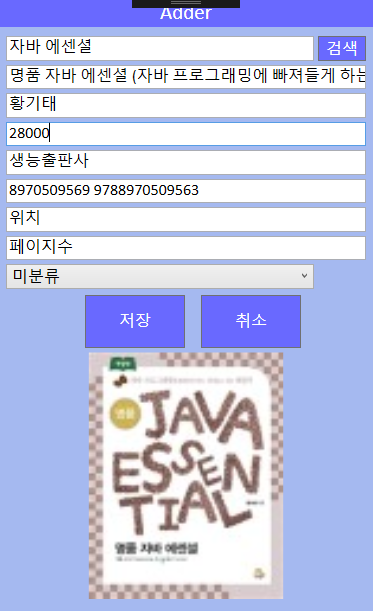 Adder
자바 에센셜
검색
명품 자바 에센셜 (자바 프로그래밍에 빠져들게 하는
황기태
28000
생능출판사
8970509569 9788970509563
위치
페이지수
미분류
저장
취소
명품
JAVA
ESSEN
TIAL
명품 자바 에센셜